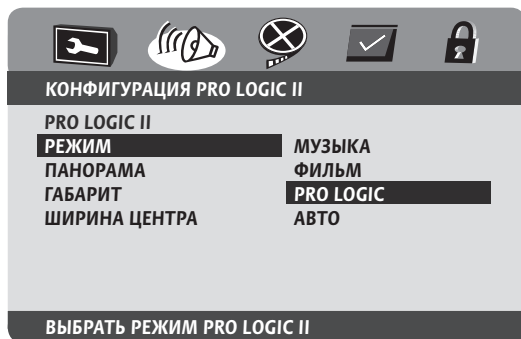 КОНФИГУРАЦИЯ PRO LOGIC II
PRO LOGIC II
РЕЖИМ МУЗЫКА
ПАНОРАМА ФИЛЬМ
ГАБАРИТ PRO LOGIC
ШИРИНА ЦЕНТРА АВТО
ВЫБРАТЬ РЕЖИМ PRO LOGIC II